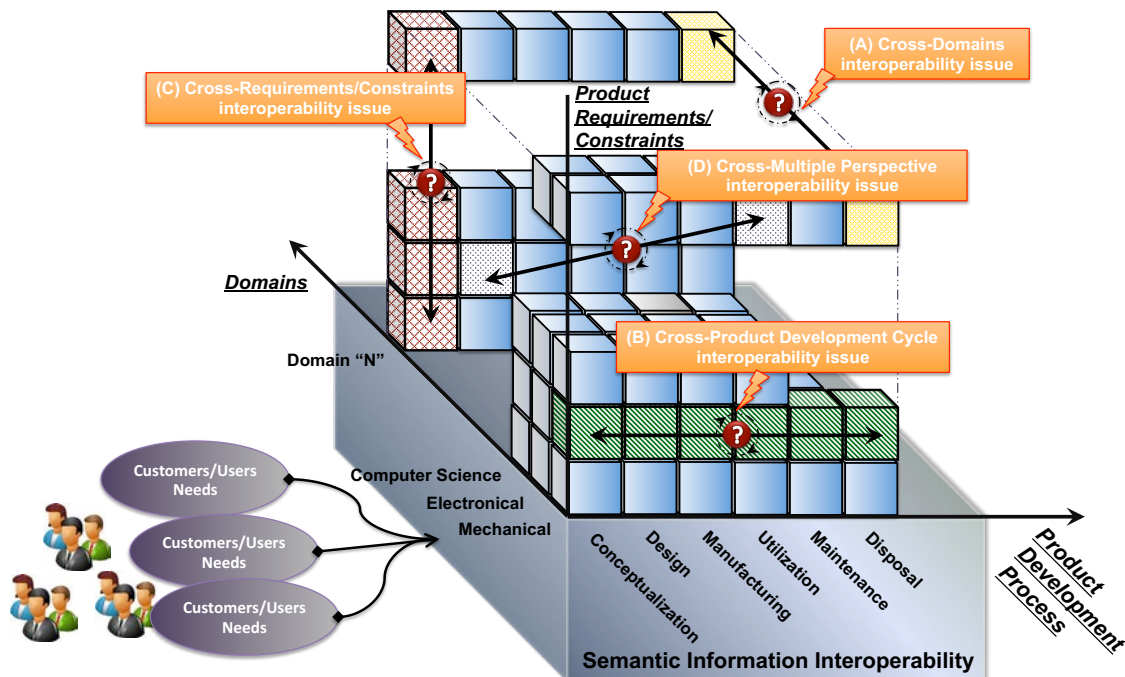 (A) Cross-Domains
interoperability issue
(C) Cross-Requirements/Constraints
interoperability issue
Product
Requirements/
Constraints
?
?
(D) Cross-Multiple Perspective
interoperability issue
?
Domains
(B) Cross-Product Development Cycle
interoperability issue
Domain “N”
?
Customers/Users
Needs
Computer Science
Electronical
Mechanical
Customers/Users
Needs
Customers/Users
Needs
Conceptualization
Design
Manufacturing
Utilization
Maintenance
Disposal
Product
Development
Process
Semantic Information Interoperability